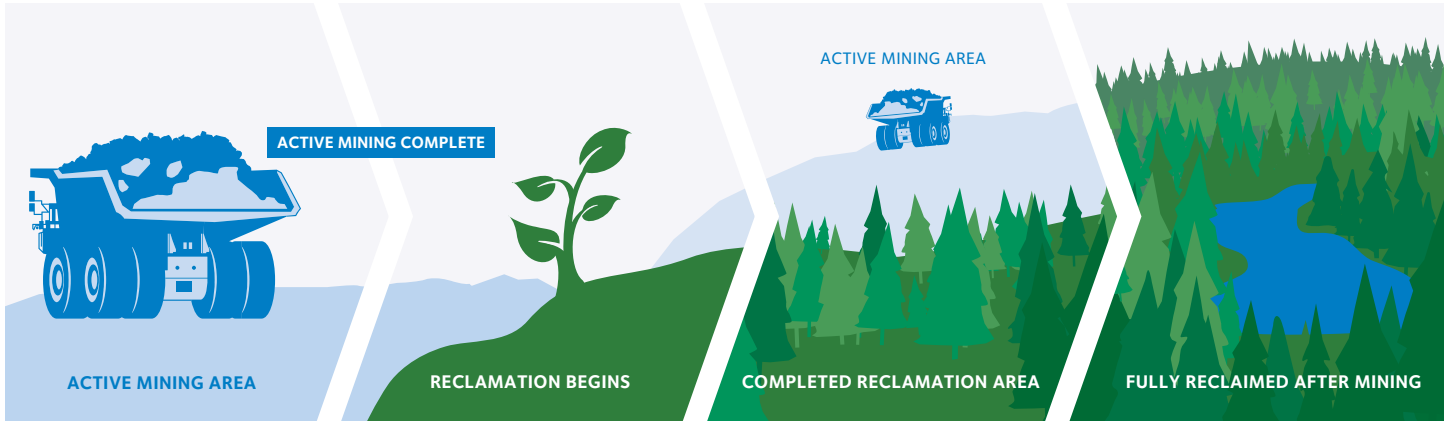 ACTIVE MINING AREA
ACTIVE MINING COMPLETE
RECLAMATION BEGINS
ACTIVE MINING AREA
COMPLETED RECLAMATION AREA
FULLY RECLAIMED AFTER MINING